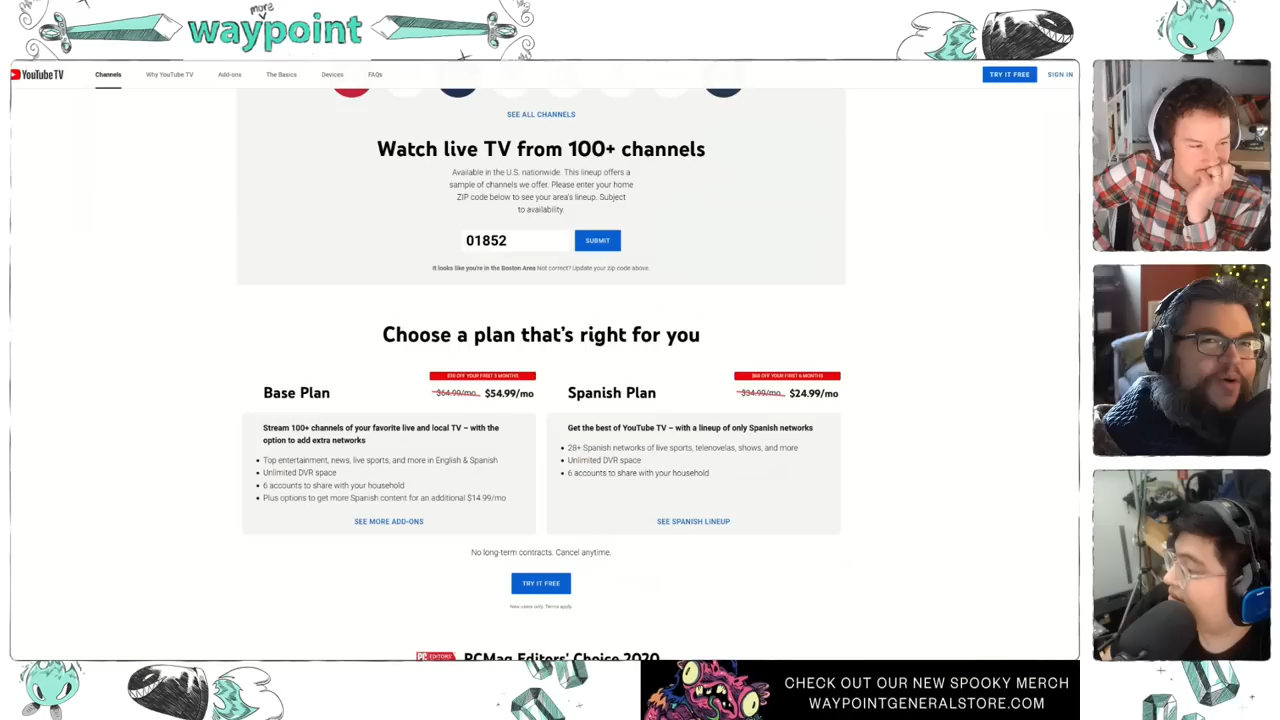 more
waypoint
YouTube TV
Channels
Why YouTube TV
Add-ons
The Basics
Devices
FAQs
TRY IT FREE
SIGN IN
SEE ALL CHANNELS
Watch live TV from 100+ channels
Available in the U.S. nationwide. This lineup offers a
sample of channels we offer. Please enter your home
ZIP code below to see your area's lineup. Subject
to availability.
01852
SUBMIT
It looks like you're in the Boston Area Not correct? Update your zip code above.
Choose a plan that's right for you
Base Plan
$64.99/mo
$54.99/mo
Stream 100+ channels of your favorite live and local TV – with the
option to add extra networks
• Top entertainment, news, live sports, and more in English & Spanish
• Unlimited DVR space
• 6 accounts to share with your household
• Plus options to get more Spanish content for an additional $14.99/mo
SEE MORE ADD-ONS
Spanish Plan
$34.99/mo
$24.99/mo
Get the best of YouTube TV – with a lineup of only Spanish networks
• 28+ Spanish networks of live sports, telenovelas, shows, and more
• Unlimited DVR space
• 6 accounts to share with your household
SEE SPANISH LINEUP
No long-term contracts. Cancel anytime.
TRY IT FREE
New users only. Terms apply.
PC EDITORS'
PCMag Editors' Choice 2020
CHECK OUT OUR NEW SPOOKY MERCH
WAYPOINTGENERALSTORE.COM